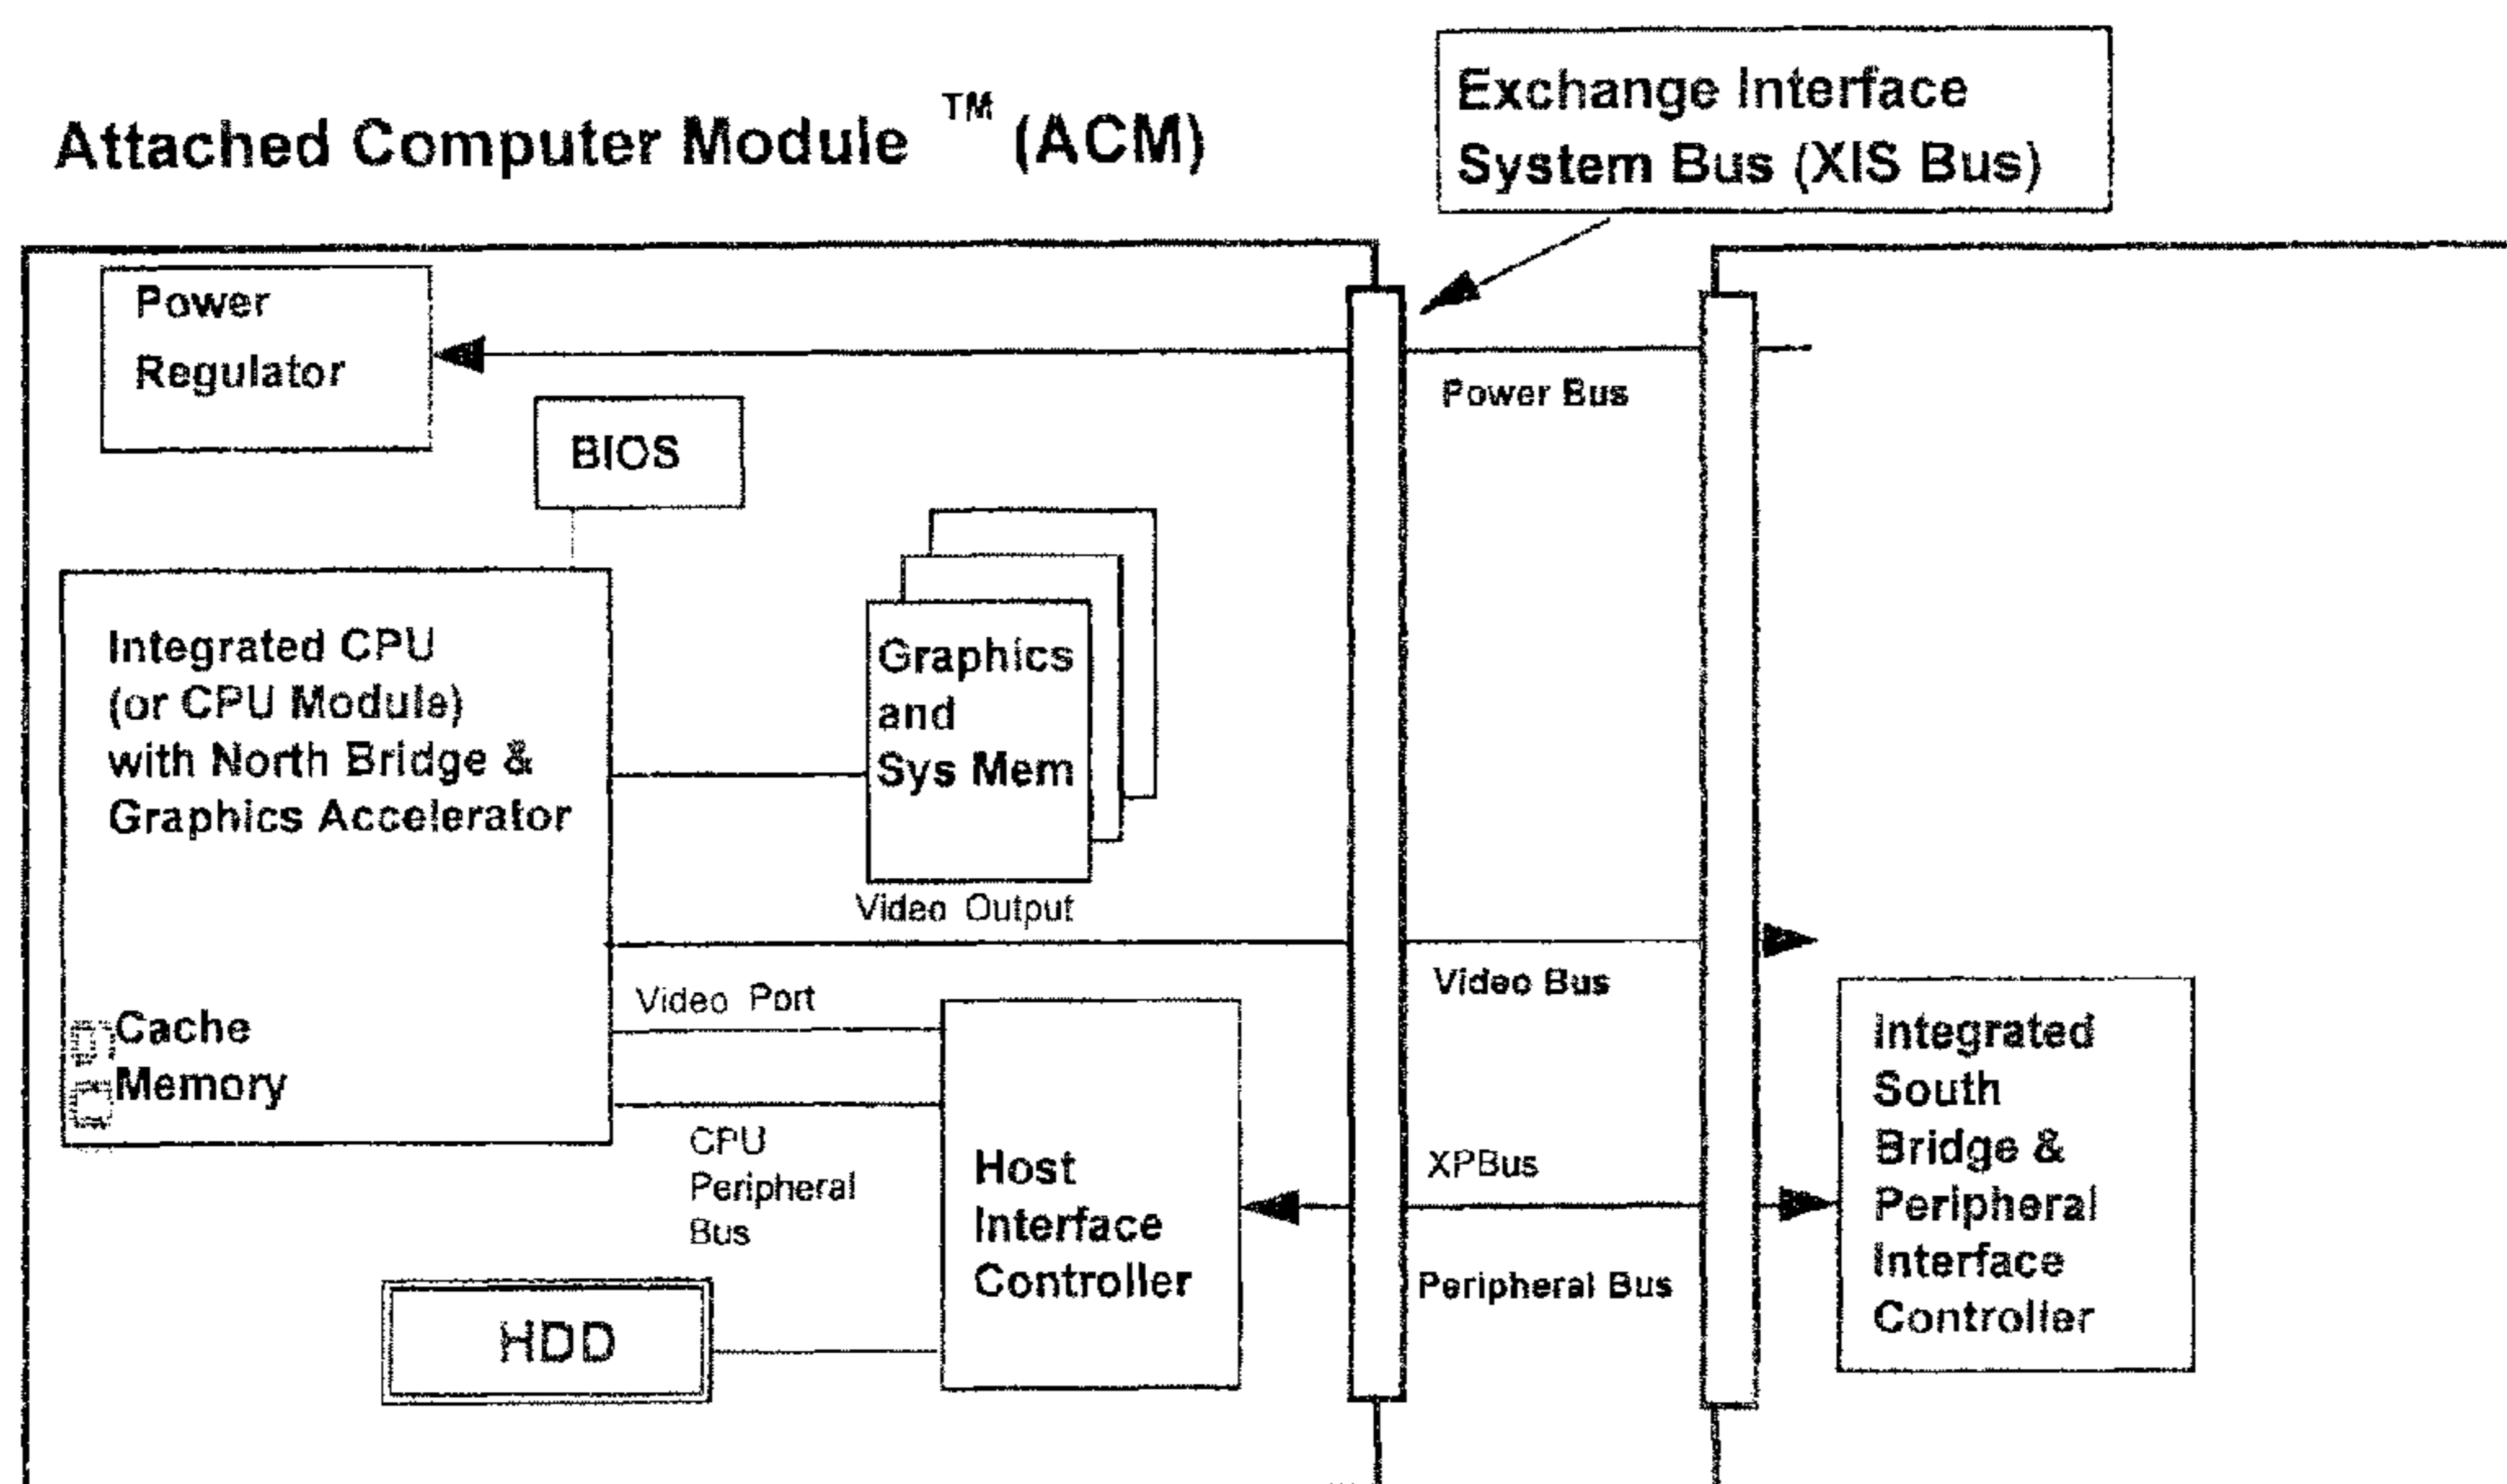 Exchange Interface
System Bus (XIS Bus)
Attached Computer Module TM (ACM)
Power
Regulator
Power Bus
BIOS
Integrated CPU
(or CPU Module)
with North Bridge &
Graphics Accelerator
Graphics
and
Sys Mem
Video Output
Video Bus
Video Port
Cache
Memory
CPU
Peripheral
Bus
Host
Interface
Controller
XPBus
Peripheral Bus
HDD
Integrated
South
Bridge &
Peripheral
Interface
Controller